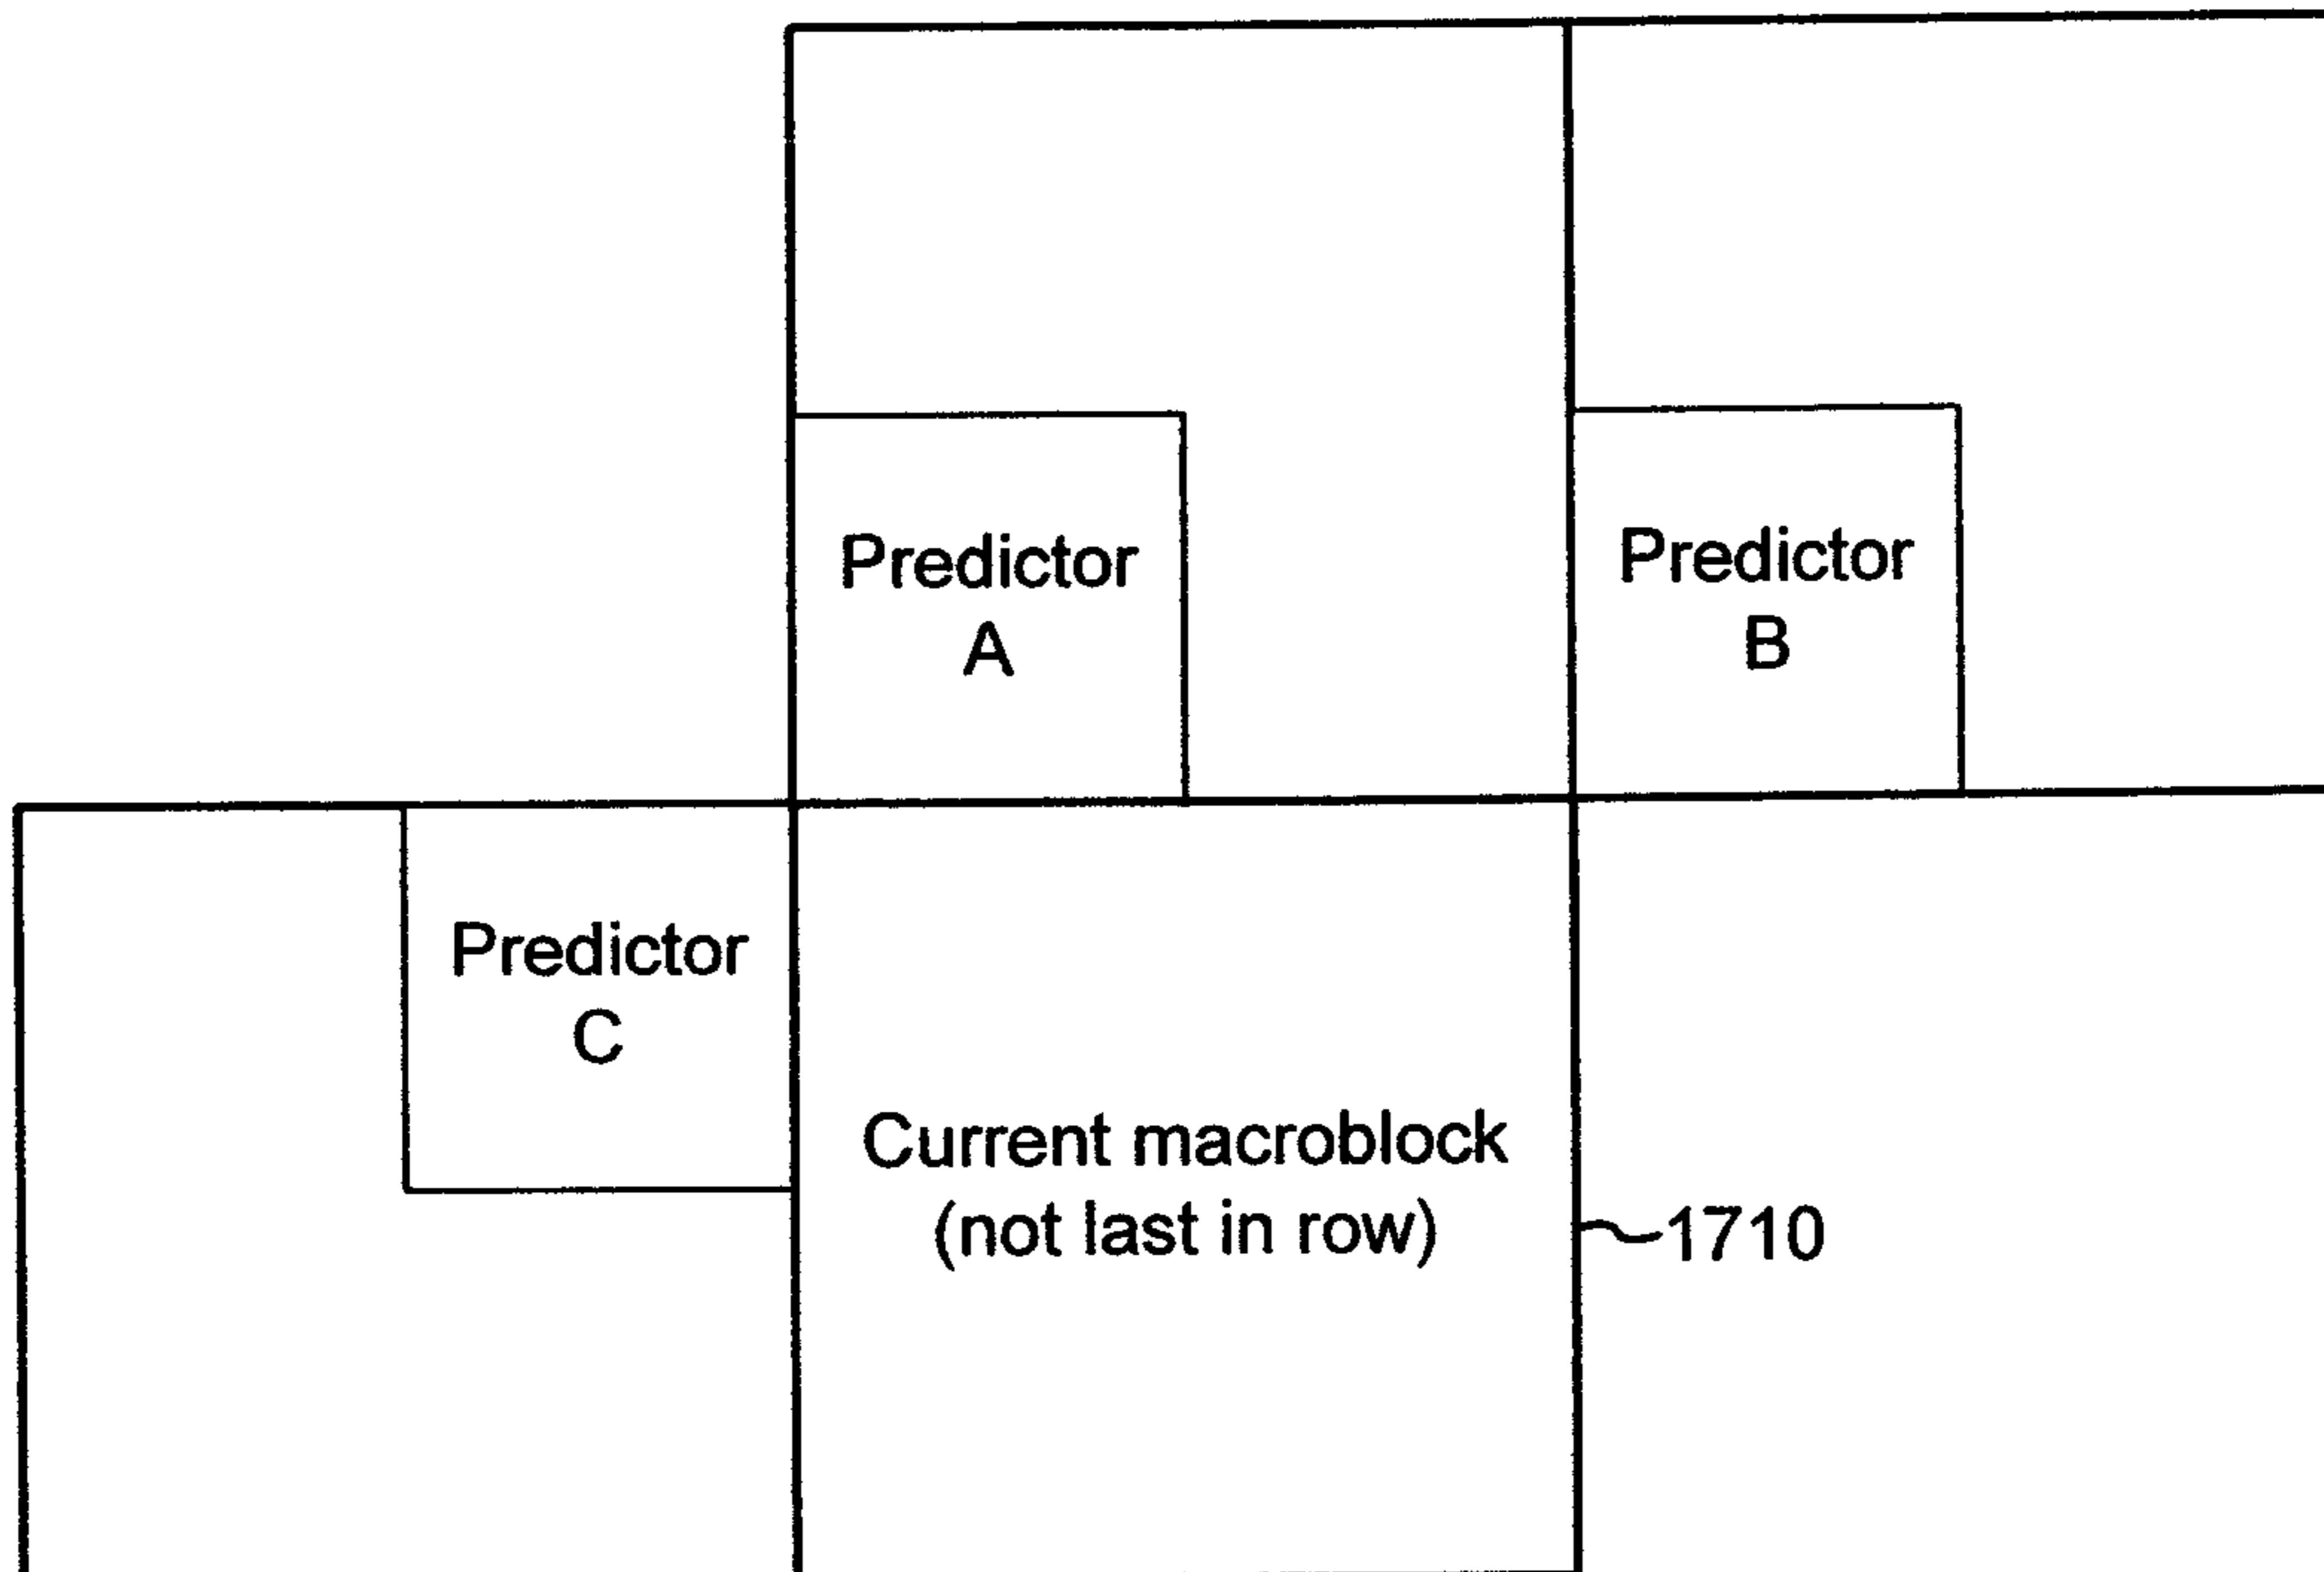 Predictor
A
Predictor
B
Predictor
C
Current macroblock
(not last in row)
1710